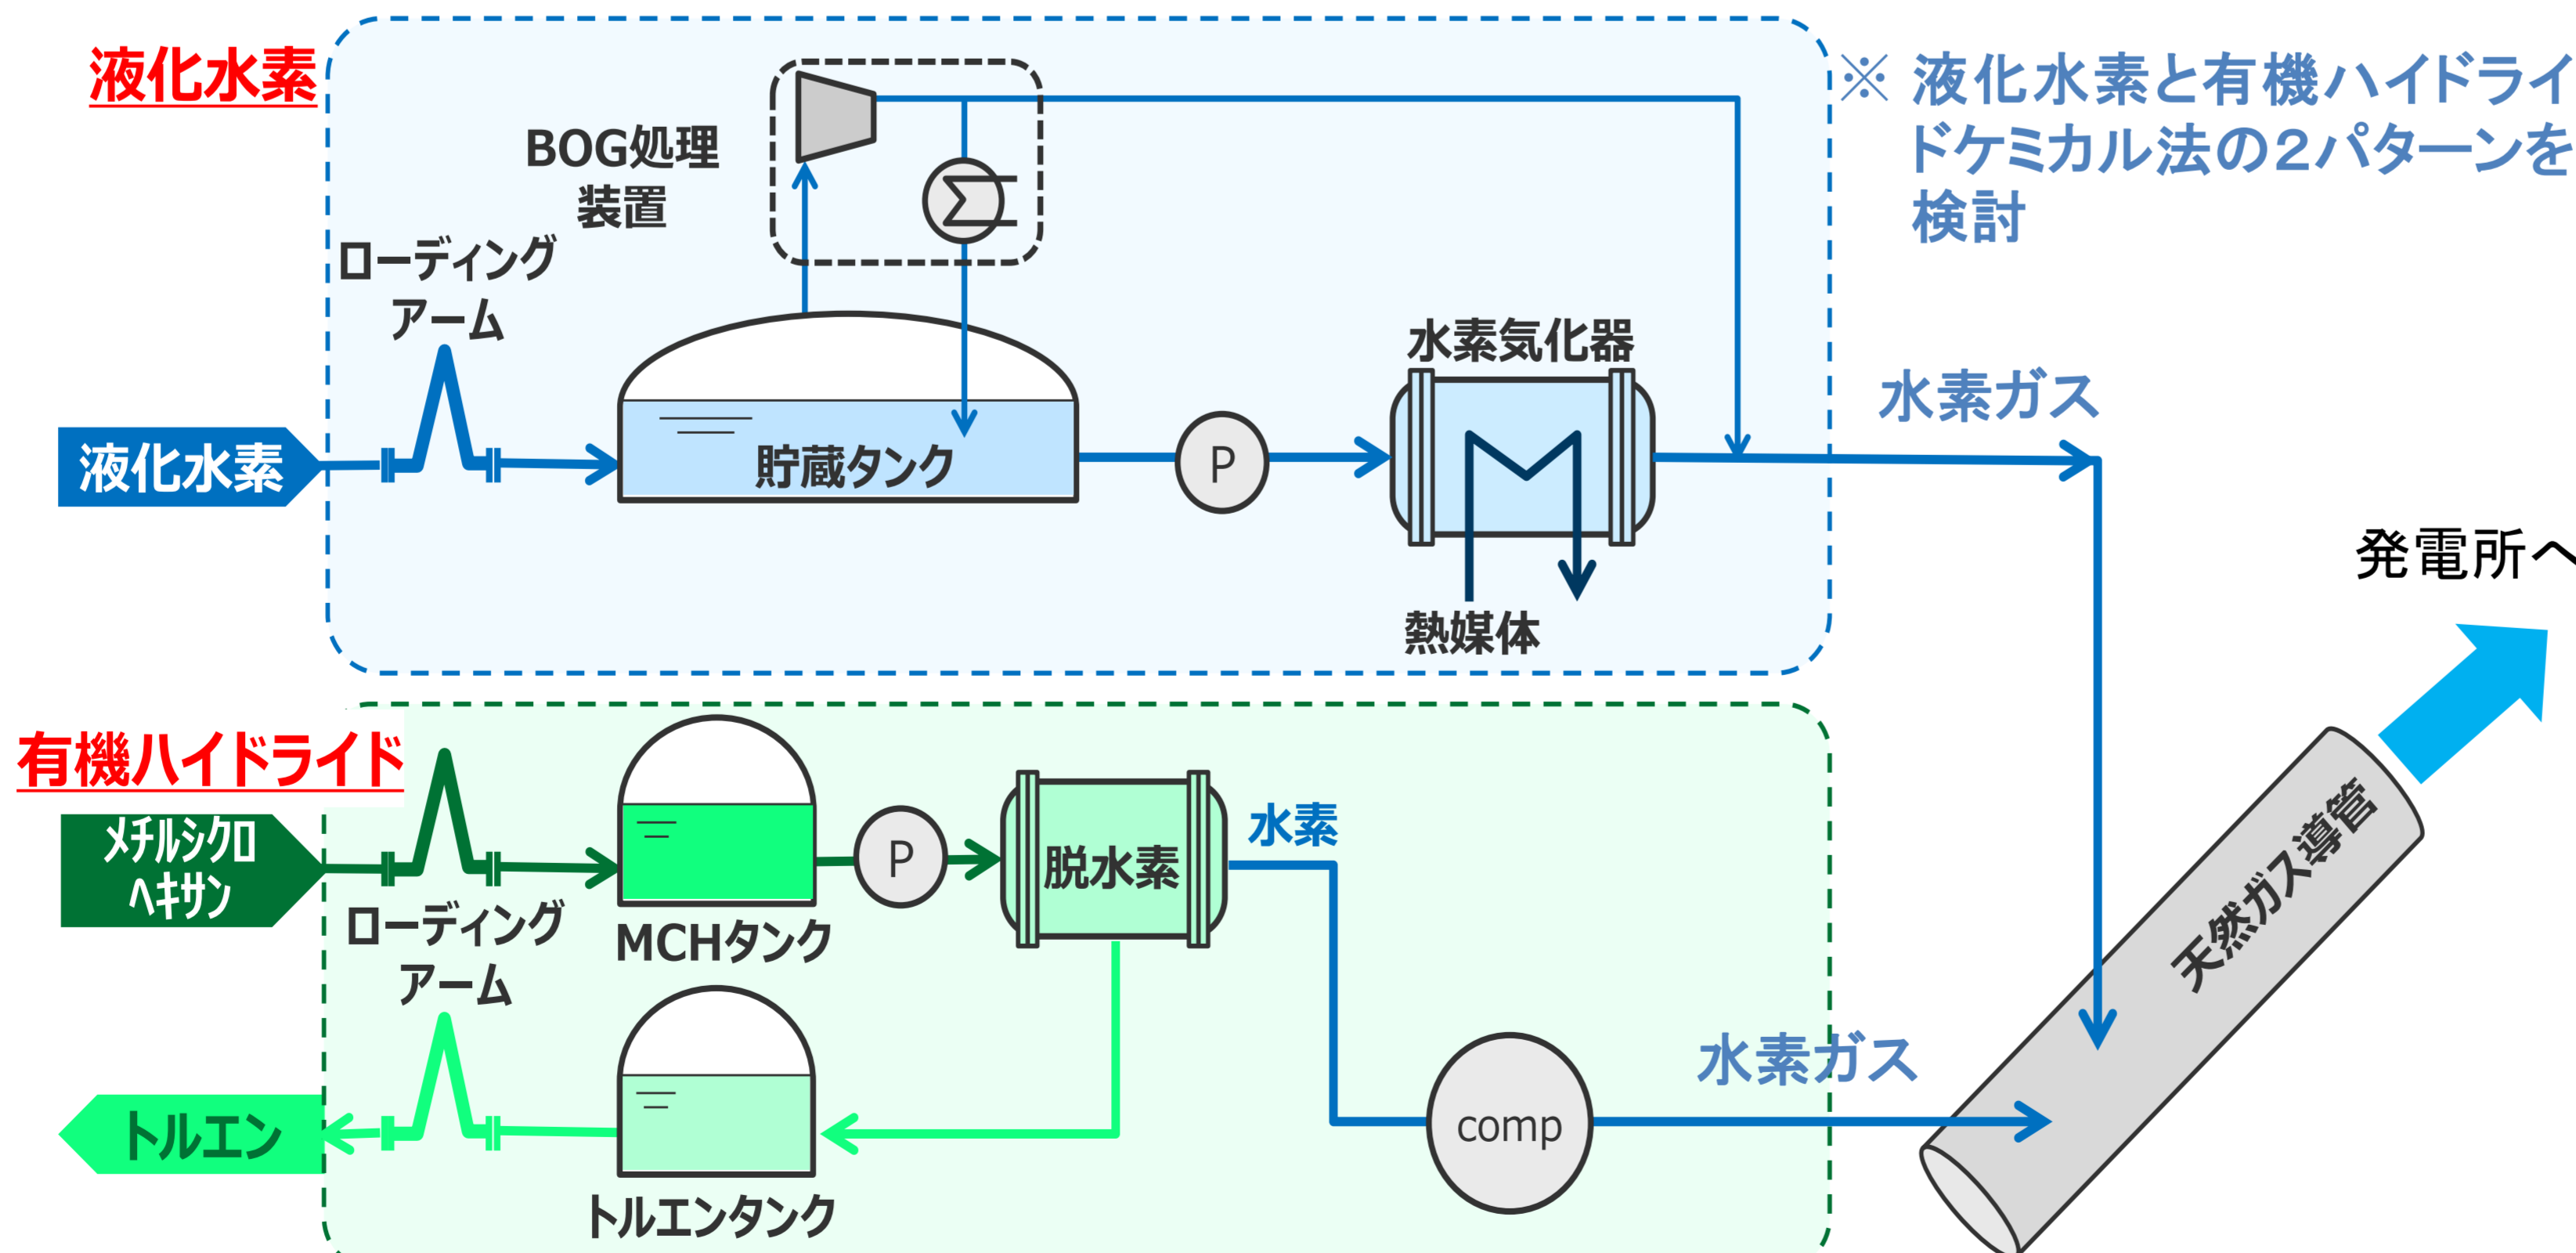 液化水素
※ 液化水素と有機ハイドライ
ドケミカル法の２パターンを
検討
BOG処理
装置
ローディング
アーム
水素気化器
水素ガス
液化水素
貯蔵タンク
P
発電所へ
熱媒体
有機ハイドライド
メチルシクロ
ヘキサン
水素
P
脱水素
天然ガス導管
ローディング
アーム
MCHタンク
水素ガス
トルエン
comp
トルエンタンク